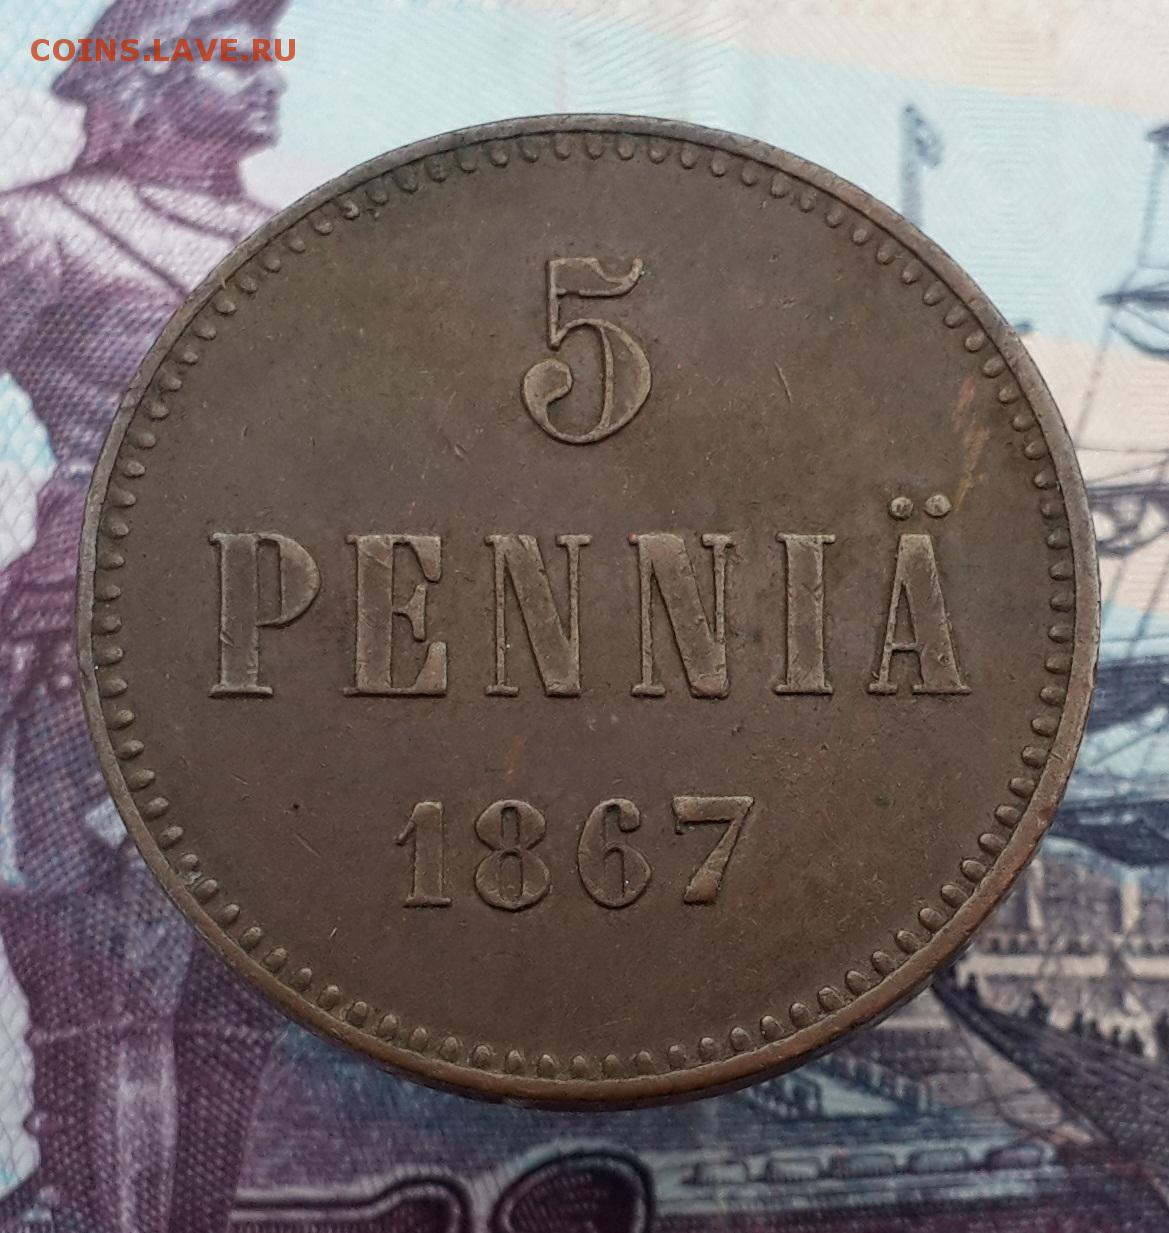 COINS.LAVE.RU
5
PENNIÄ
1867